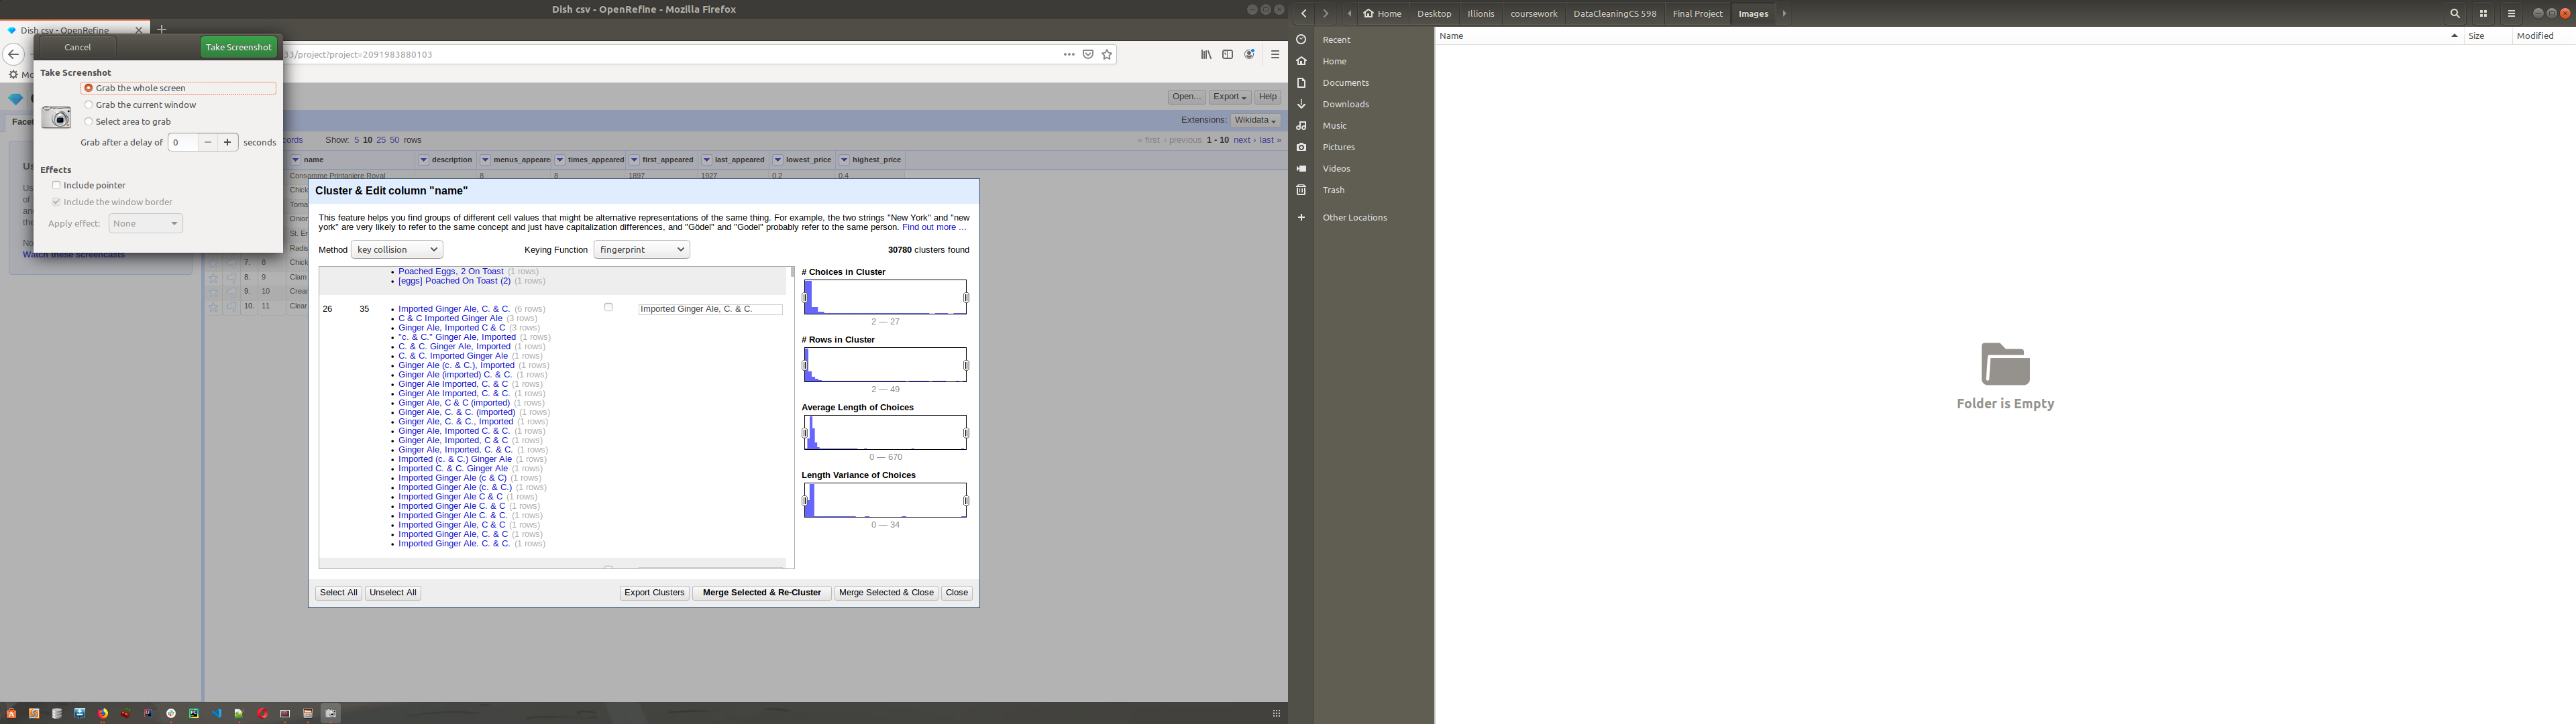 Dish csv - OpenRefine - Mozilla Firefox
Dish csv - OpenRefine
33/project?project=2091983880103
Cancel
Take Screenshot
Take Screenshot
Grab the whole screen
Grab the current window
Select area to grab
Grab after a delay of 0 seconds
Effects
Include pointer
Include the window border
Apply effect: None
Watch these screencasts
Open... Export Help
Extensions: Wikidata
Show: 5 10 25 50 rows
« first ‹ previous 1 - 10 next › last »
name description menus_appeare times_appeared first_appeared last_appeared lowest_price highest_price
Consomme Printaniere Royal 8 8 1897 1927 0.2 0.4
Chick
Toma
Onion
St. E
Radis
7. 8 Chick
8. 9 Clam
9. 10 Crea
10. 11 Clear
Cluster & Edit column "name"
This feature helps you find groups of different cell values that might be alternative representations of the same thing. For example, the two strings "New York" and "new
york" are very likely to refer to the same concept and just have capitalization differences, and "Gödel" and "Godel" probably refer to the same person. Find out more ...
Method key collision Keying Function fingerprint 30780 clusters found
Poached Eggs, 2 On Toast (1 rows)
[eggs] Poached On Toast (2) (1 rows)
26 35 Imported Ginger Ale, C. & C. (6 rows) Imported Ginger Ale, C. & C.
C & C Imported Ginger Ale (3 rows)
Ginger Ale, Imported C & C (3 rows)
"c. & C." Ginger Ale, Imported (1 rows)
C. & C. Ginger Ale, Imported (1 rows)
C. & C. Imported Ginger Ale (1 rows)
Ginger Ale (c. & C.), Imported (1 rows)
Ginger Ale (imported) C. & C. (1 rows)
Ginger Ale Imported, C. & C (1 rows)
Ginger Ale Imported, C. & C. (1 rows)
Ginger Ale, C & C (imported) (1 rows)
Ginger Ale, C. & C. (imported) (1 rows)
Ginger Ale, C. & C., Imported (1 rows)
Ginger Ale, Imported C. & C. (1 rows)
Ginger Ale, Imported, C & C (1 rows)
Ginger Ale, Imported, C. & C. (1 rows)
Imported (c. & C.) Ginger Ale (1 rows)
Imported C. & C. Ginger Ale (1 rows)
Imported Ginger Ale (c & C) (1 rows)
Imported Ginger Ale (c. & C.) (1 rows)
Imported Ginger Ale C & C (1 rows)
Imported Ginger Ale C. & C (1 rows)
Imported Ginger Ale C. & C. (1 rows)
Imported Ginger Ale, C & C (1 rows)
Imported Ginger Ale, C. & C (1 rows)
Imported Ginger Ale. C. & C. (1 rows)
# Choices in Cluster
2 — 27
# Rows in Cluster
2 — 49
Average Length of Choices
0 — 670
Length Variance of Choices
0 — 34
Select All Unselect All Export Clusters Merge Selected & Re-Cluster Merge Selected & Close Close
Home Desktop Illionis coursework DataCleaningCS 598 Final Project Images
Recent
Home
Documents
Downloads
Music
Pictures
Videos
Trash
Other Locations
Name Size Modified
Folder is Empty